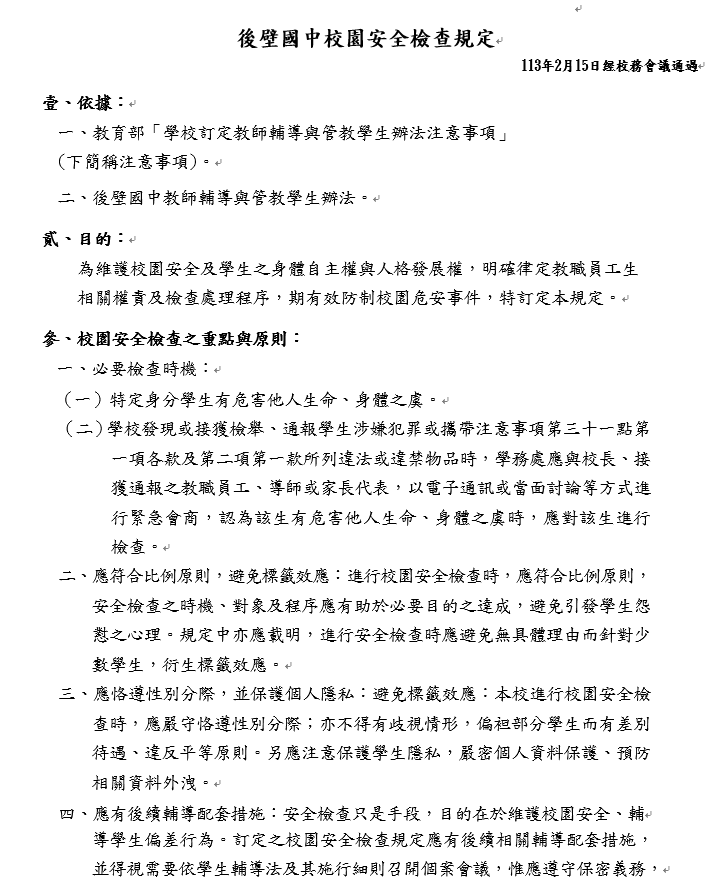 後壁國中校園安全檢查規定
113年2月15日經校務會議通過
壹、依據：
一、教育部「學校訂定教師輔導與管教學生辦法注意事項」
(下簡稱注意事項)。
二、後壁國中教師輔導與管教學生辦法。
貳、目的：
為維護校園安全及學生之身體自主權與人格發展權，明確律定教職員工生
相關權責及檢查處理程序，期有效防制校園危安事件，特訂定本規定。
參、校園安全檢查之重點與原則：
一、必要檢查時機：
（一）特定身分學生有危害他人生命、身體之虞。
（二）學校發現或接獲檢舉、通報學生涉嫌犯罪或攜帶注意事項第三十一點第
一項各款及第二項第一款所列違法或違禁物品時，學務處應與校長、接
獲通報之教職員工、導師或家長代表，以電子通訊或當面討論等方式進
行緊急會商，認為該生有危害他人生命、身體之虞時，應對該生進行
檢查。
二、應符合比例原則，避免標籤效應：進行校園安全檢查時，應符合比例原則，
安全檢查之時機、對象及程序應有助於必要目的之達成，避免引發學生怨
懟之心理。規定中亦應載明，進行安全檢查時應避免無具體理由而針對少
數學生，衍生標籤效應。
三、應恪遵性別分際，並保護個人隱私：避免標籤效應：本校進行校園安全檢
查時，應嚴守恪遵性別分際；亦不得有歧視情形，偏袒部分學生而有差別
待遇、違反平等原則。另應注意保護學生隱私，嚴密個人資料保護、預防
相關資料外洩。
四、應有後續輔導配套措施：安全檢查只是手段，目的在於維護校園安全、輔
導學生偏差行為。訂定之校園安全檢查規定應有後續相關輔導配套措施，
並得視需要依學生輔導法及其施行細則召開個案會議，惟應遵守保密義務，